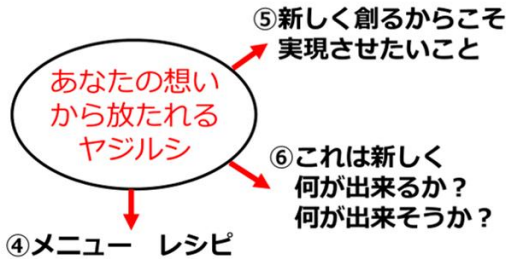 ⑤新しく創るからこそ
実現させたいこと
あなたの想い
から放たれる
ヤジルシ
⑥これは新しく
何が出来るか？
何が出来そうか？
④メニュー　レシピ